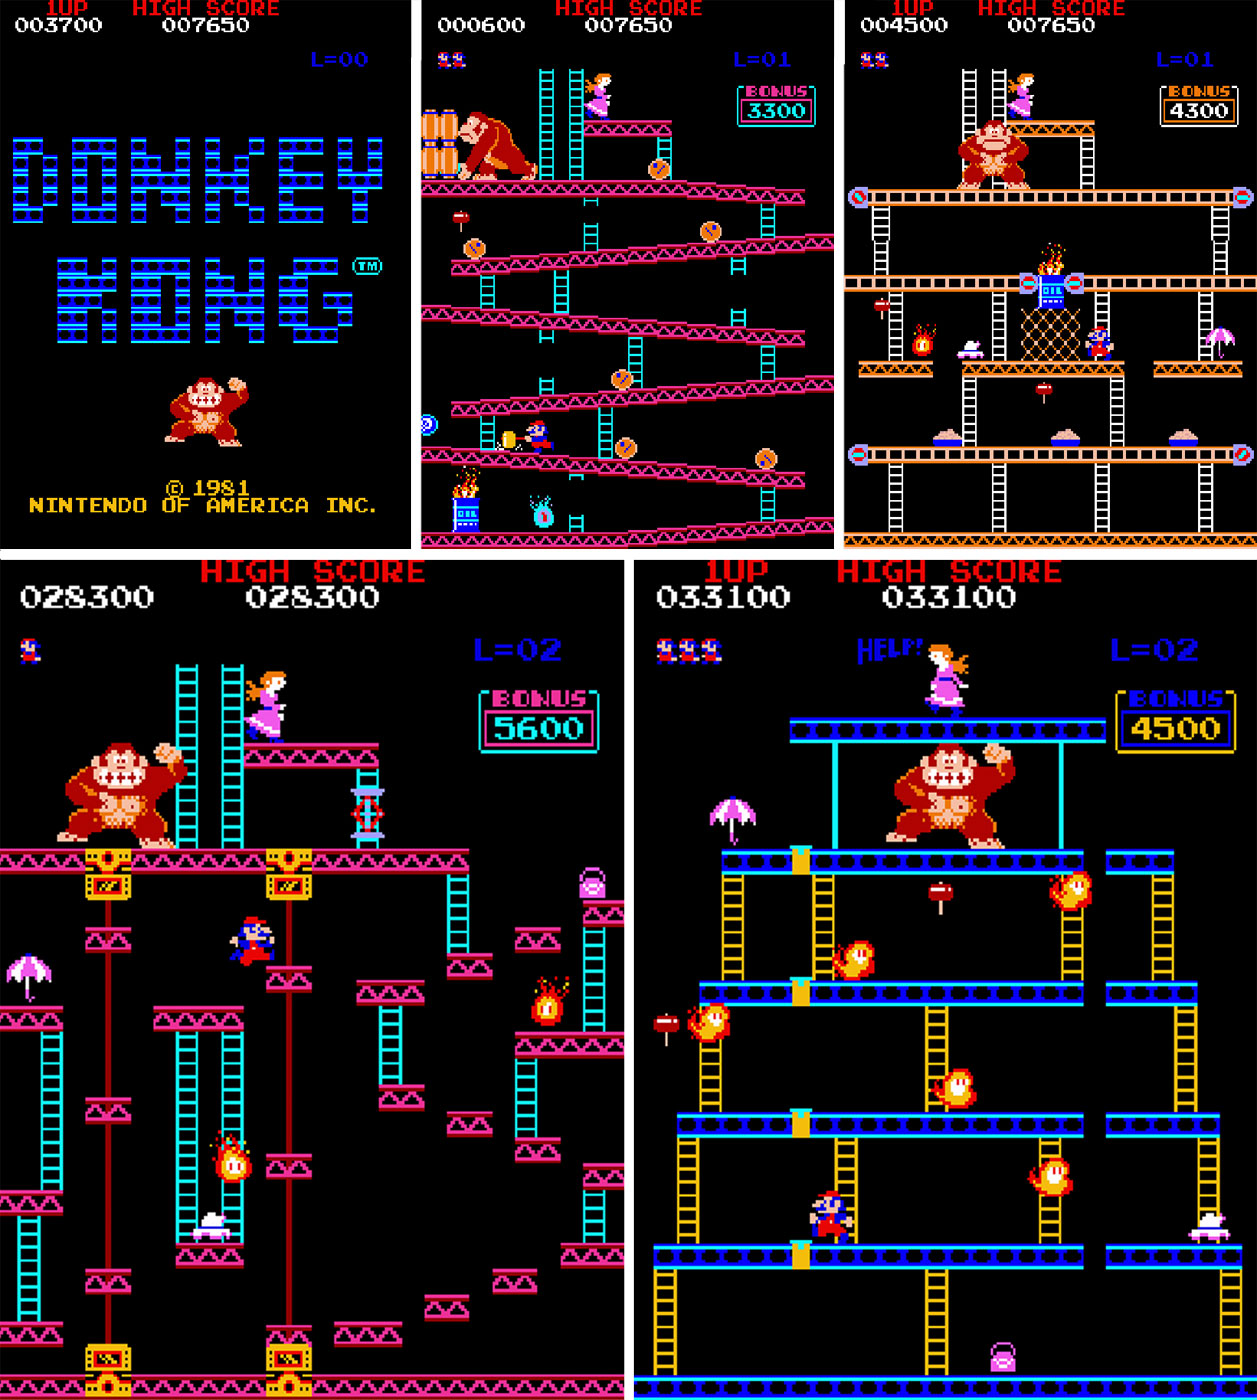 1UP HIGH SCORE
003700 007650
L=00
DONKEY
KONG TM
© 1981
NINTENDO OF AMERICA INC.
HIGH SCORE
000600 007650
L=01
BONUS
3300
OIL
1UP HIGH SCORE
004500 007650
L=01
BONUS
4300
OIL
HIGH SCORE
028300 028300
L=02
BONUS
5600
1UP HIGH SCORE
033100 033100
HELP! L=02
BONUS
4500